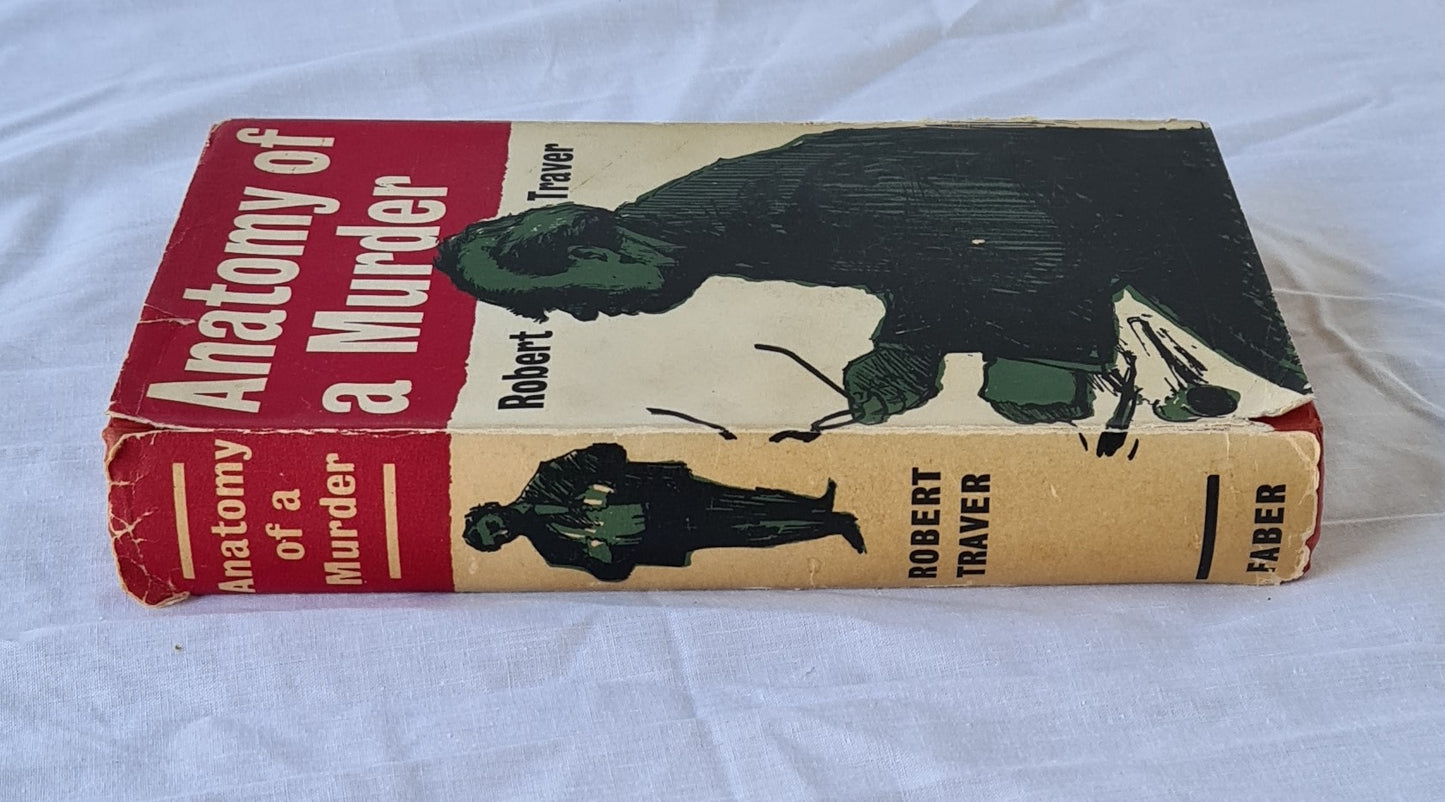 Anatomy of
a Murder
Robert Traver
Anatomy
of a
Murder
ROBERT
TRAVER
FABER